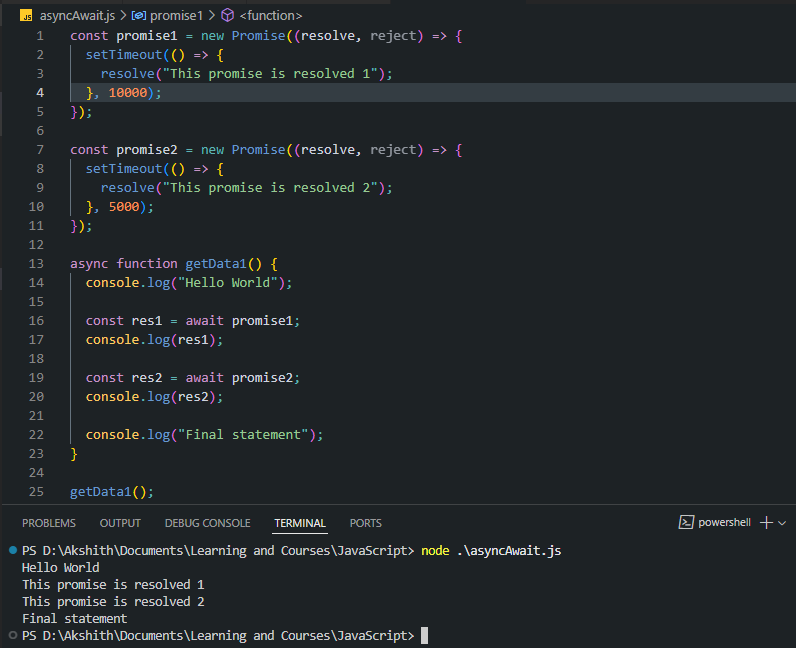 JS asyncAwait.js > promise1 > <function>
1 const promise1 = new Promise((resolve, reject) => {
2   setTimeout(() => {
3     resolve("This promise is resolved 1");
4   }, 10000);
5 });
6
7 const promise2 = new Promise((resolve, reject) => {
8   setTimeout(() => {
9     resolve("This promise is resolved 2");
10   }, 5000);
11 });
12
13 async function getData1() {
14   console.log("Hello World");
15
16   const res1 = await promise1;
17   console.log(res1);
18
19   const res2 = await promise2;
20   console.log(res2);
21
22   console.log("Final statement");
23 }
24
25 getData1();
PROBLEMS OUTPUT DEBUG CONSOLE TERMINAL PORTS powershell
PS D:\Akshith\Documents\Learning and Courses\JavaScript> node .\asyncAwait.js
Hello World
This promise is resolved 1
This promise is resolved 2
Final statement
PS D:\Akshith\Documents\Learning and Courses\JavaScript>